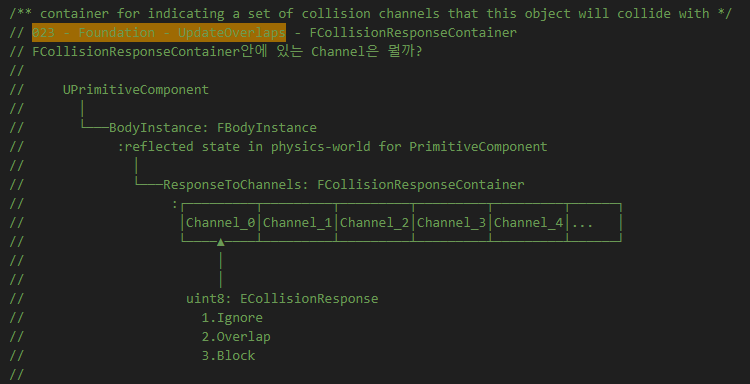 /** container for indicating a set of collision channels that this object will collide with */
// 023 - Foundation - UpdateOverlaps - FCollisionResponseContainer
// FCollisionResponseContainer안에 있는 Channel은 뭘까?
//
//     UPrimitiveComponent
//       │
//       └───BodyInstance: FBodyInstance
//            :reflected state in physics-world for PrimitiveComponent
//              │
//              └───ResponseToChannels: FCollisionResponseContainer
//                   :┌─────────┬─────────┬─────────┬─────────┬─────────┬──────┐
//                    │Channel_0│Channel_1│Channel_2│Channel_3│Channel_4│...   │
//                    └────▲────┴─────────┴─────────┴─────────┴─────────┴──────┘
//                         │
//                         │
//                     uint8: ECollisionResponse
//                       1.Ignore
//                       2.Overlap
//                       3.Block
//